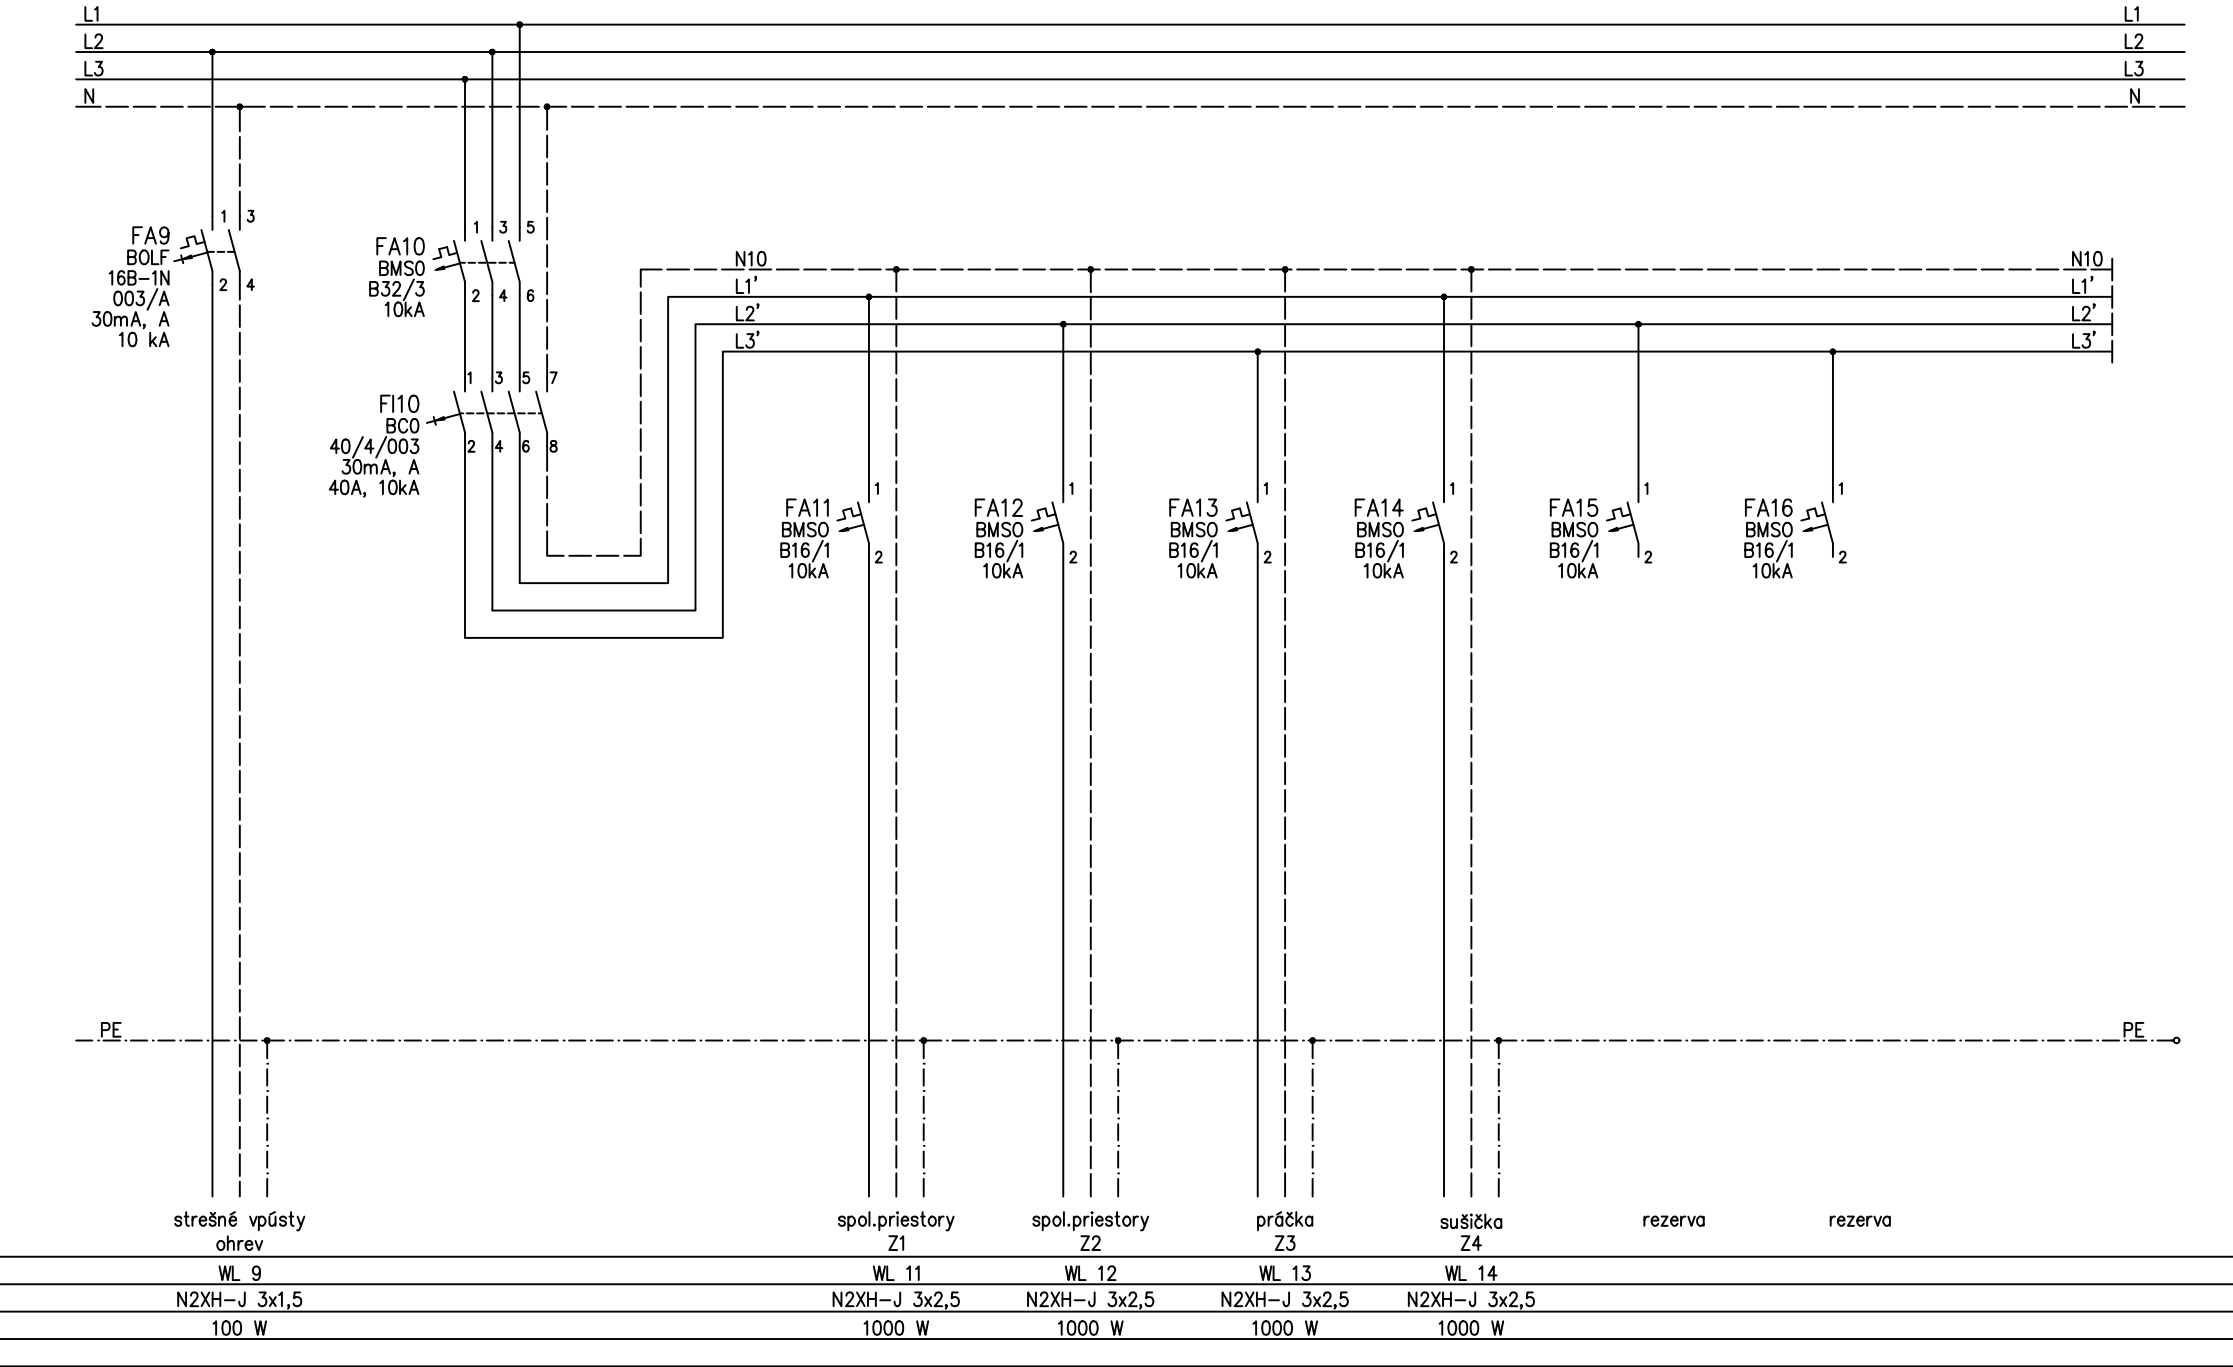 L1 L1
L2 L2
L3 L3
N N
1 3
FA9
BOLF
16B-1N
003/A
30mA, A
10 kA
2 4
1 3 5
FA10
BMS0
B32/3
10kA
2 4 6
N10 N10
L1' L1'
L2' L2'
L3' L3'
1 3 5 7
FI10
BC0
40/4/003
30mA, A
40A, 10kA
2 4 6 8
1
FA11
BMS0
B16/1
10kA
2
1
FA12
BMS0
B16/1
10kA
2
1
FA13
BMS0
B16/1
10kA
2
1
FA14
BMS0
B16/1
10kA
2
1
FA15
BMS0
B16/1
10kA
2
1
FA16
BMS0
B16/1
10kA
2
PE PE
strešné vpústy spol.priestory spol.priestory práčka sušička rezerva rezerva
ohrev Z1 Z2 Z3 Z4
WL 9 WL 11 WL 12 WL 13 WL 14
N2XH-J 3x1,5 N2XH-J 3x2,5 N2XH-J 3x2,5 N2XH-J 3x2,5 N2XH-J 3x2,5
100 W 1000 W 1000 W 1000 W 1000 W